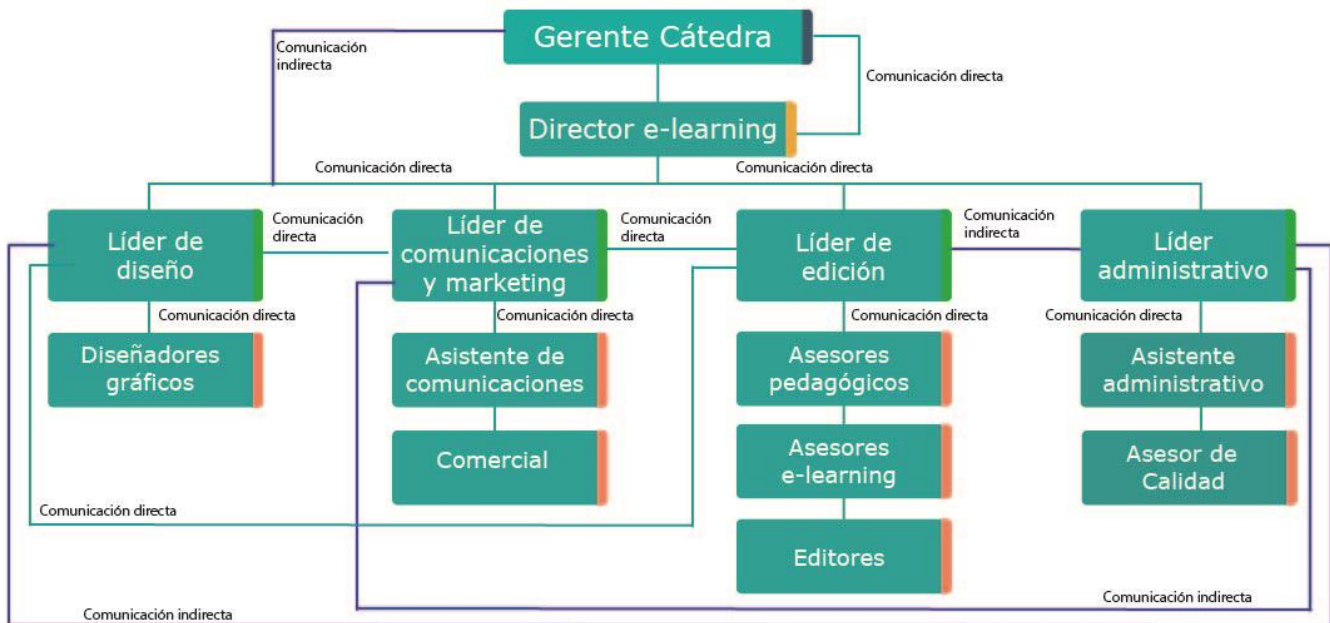 Gerente Cátedra
Comunicación
indirecta
Comunicación directa
Director e-learning
Comunicación directa
Comunicación directa
Líder de
diseño
Comunicación
directa
Líder de
comunicaciones
y marketing
Comunicación
directa
Líder de
edición
Comunicación
indirecta
Líder
administrativo
Comunicación directa
Comunicación directa
Comunicación directa
Comunicación directa
Diseñadores
gráficos
Asistente de
comunicaciones
Asesores
pedagógicos
Asistente
administrativo
Comercial
Asesores
e-learning
Asesor de
Calidad
Comunicación directa
Editores
Comunicación indirecta
Comunicación indirecta